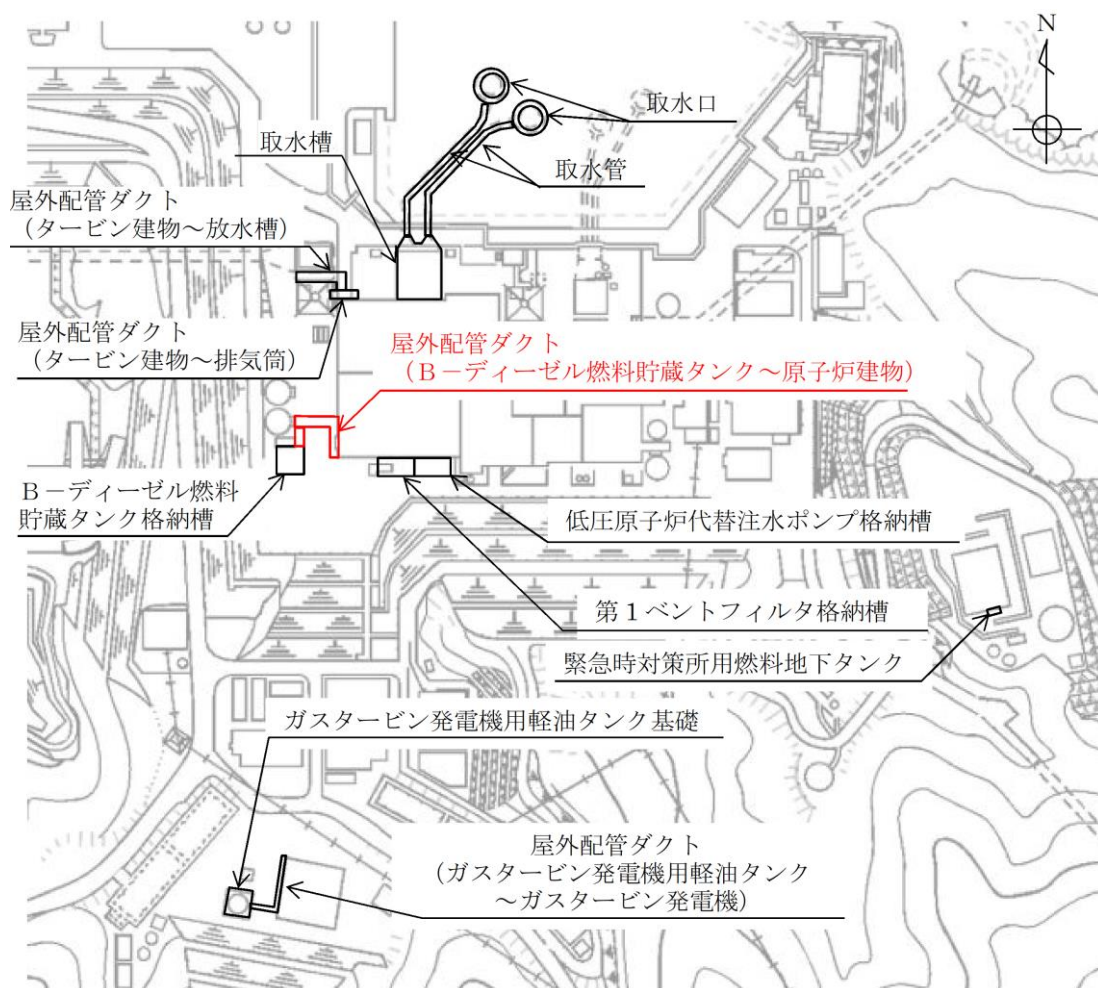 N
取水口
取水槽
取水管
屋外配管ダクト
(タービン建物～放水槽)
屋外配管ダクト
(タービン建物～排気筒)
屋外配管ダクト
(B－ディーゼル燃料貯蔵タンク～原子炉建物)
B－ディーゼル燃料
貯蔵タンク格納槽
低圧原子炉代替注水ポンプ格納槽
第1ベントフィルタ格納槽
緊急時対策所用燃料地下タンク
ガスタービン発電機用軽油タンク基礎
屋外配管ダクト
(ガスタービン発電機用軽油タンク
～ガスタービン発電機)